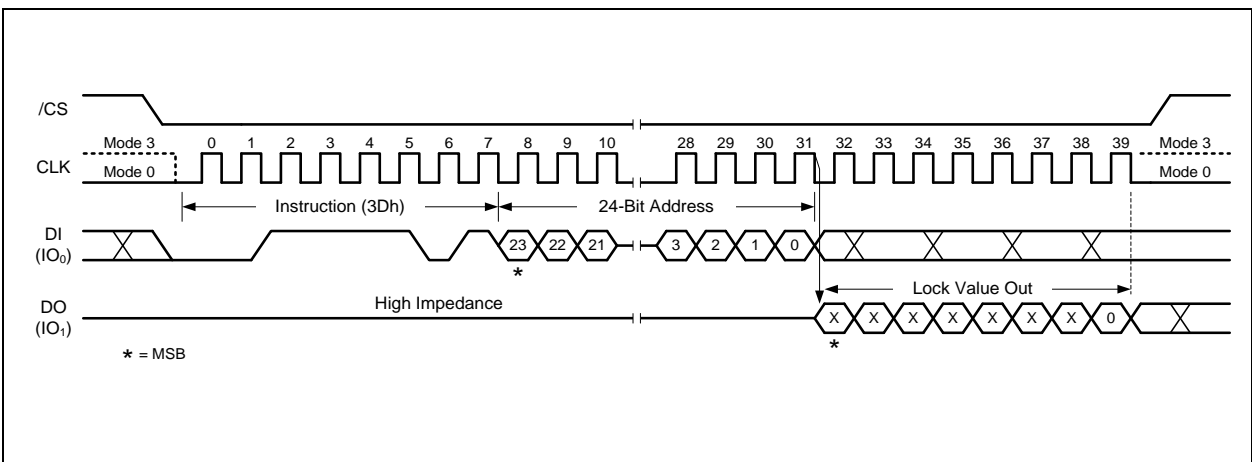 /CS
Mode 3 0 1 2 3 4 5 6 7 8 9 10 28 29 30 31 32 33 34 35 36 37 38 39 Mode 3
CLK
Mode 0 Mode 0
Instruction (3Dh) 24-Bit Address
DI
(IO₀)
23 22 21 3 2 1 0
*
Lock Value Out
High Impedance
DO
(IO₁)
X X X X X X X 0
*
* = MSB